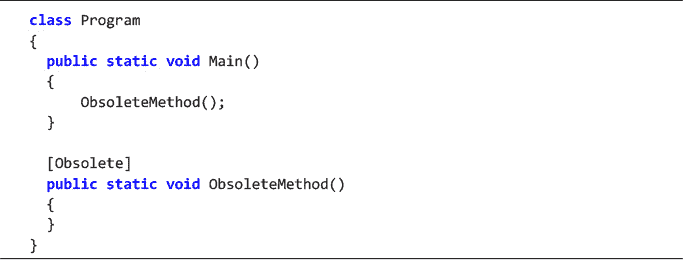 class Program
{
public static void Main()
{
ObsoleteMethod();
}
[Obsolete]
public static void ObsoleteMethod()
{
}
}